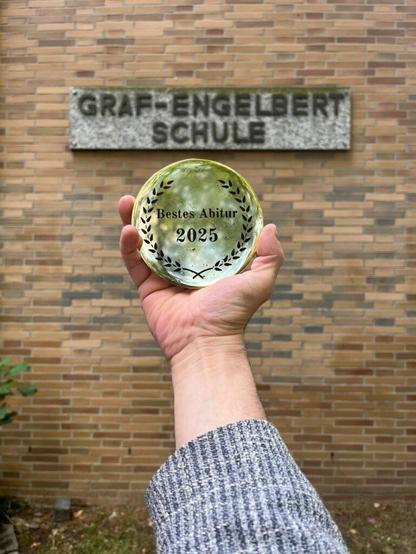 GRAF-ENGELBERT
SCHULE
Bestes Abitur
2025